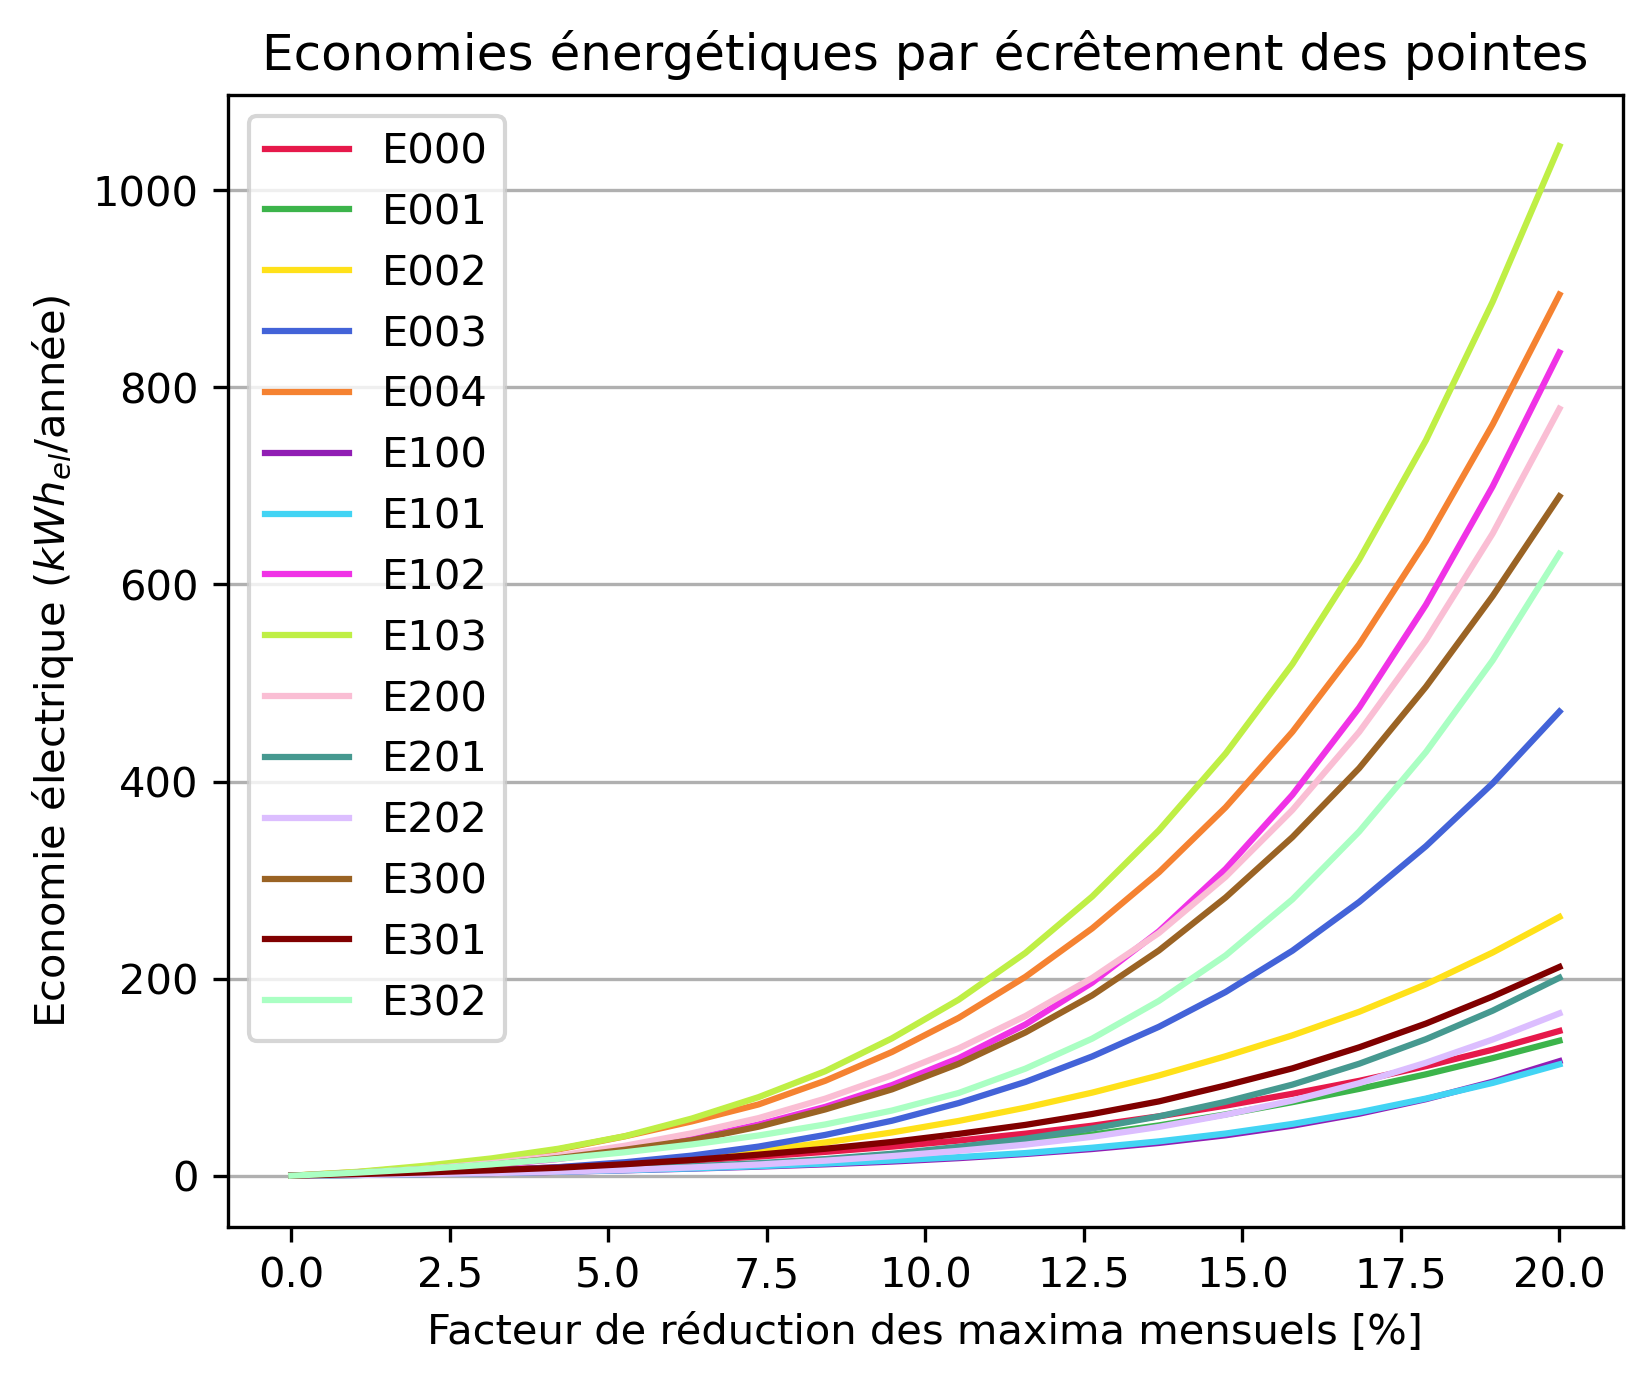 Economies énergétiques par écrêtement des pointes
E000
E001
E002
E003
E004
E100
E101
E102
E103
E200
E201
E202
E300
E301
E302
1000
800
600
400
200
0
Economie électrique (kWh_el/année)
0.0 2.5 5.0 7.5 10.0 12.5 15.0 17.5 20.0
Facteur de réduction des maxima mensuels [%]